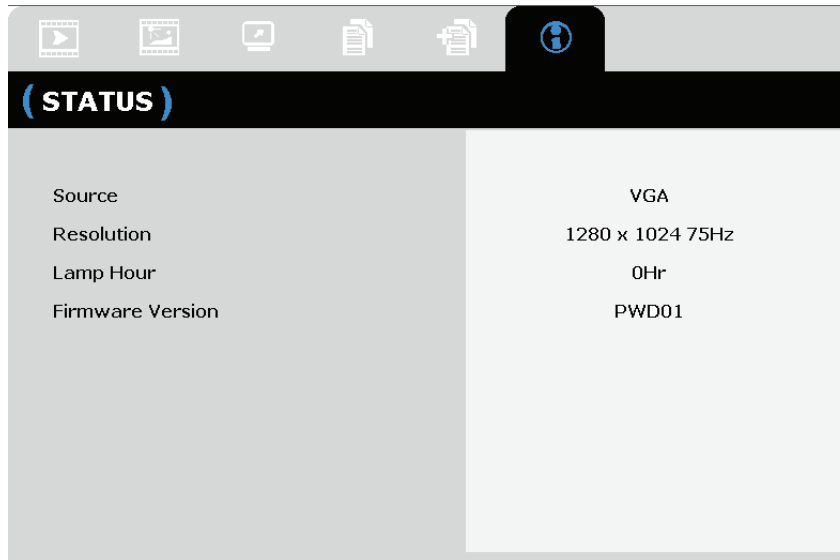 ( STATUS )
Source VGA
Resolution 1280 x 1024 75Hz
Lamp Hour 0Hr
Firmware Version PWD01